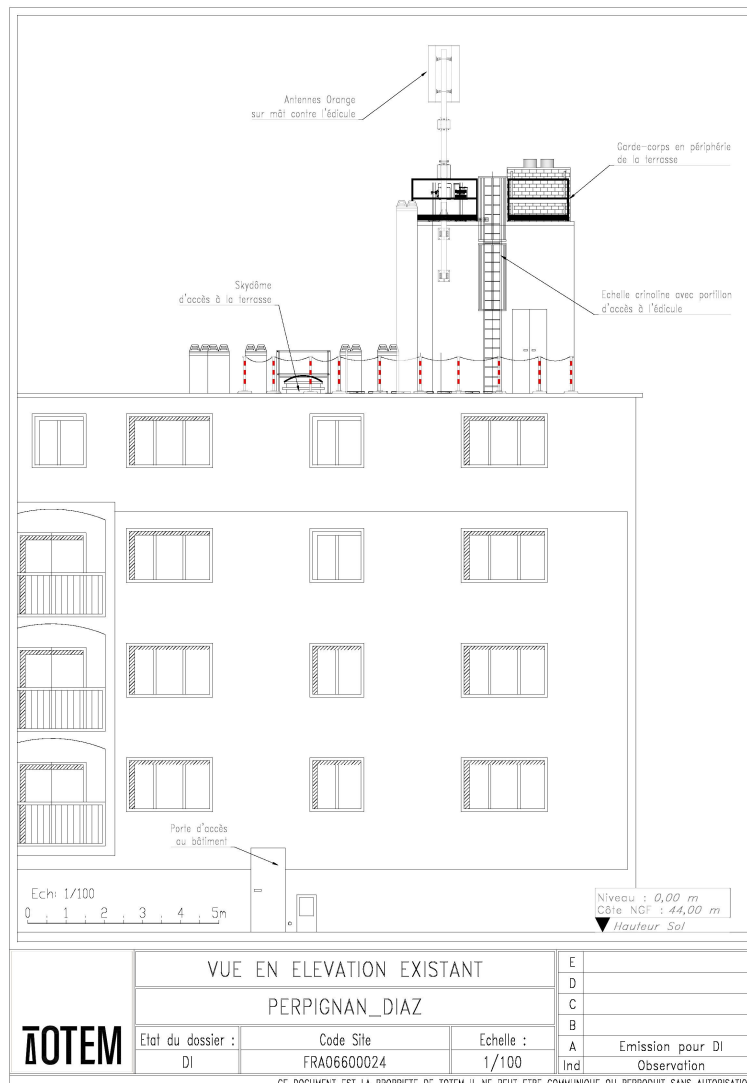 Antennes Orange
sur mât contre l'édicule
Garde-corps en périphérie
de la terrasse
Skydôme
d'accès à la terrasse
Echelle crinoline avec portillon
d'accès à l'édicule
Porte d'accès
au bâtiment
Ech: 1/100
0 1 2 3 4 5m
Niveau : 0,00 m
Côte NGF : 44,00 m
Hauteur Sol
VUE EN ELEVATION EXISTANT
PERPIGNAN_DIAZ
TOTEM
Etat du dossier :
DI
Code Site
FRA06600024
Echelle :
1/100
E
D
C
B
A Emission pour DI
Ind Observation
CE DOCUMENT EST LA PROPRIETE DE TOTEM IL NE PEUT ETRE COMMUNIQUE OU REPRODUIT SANS AUTORISATIO